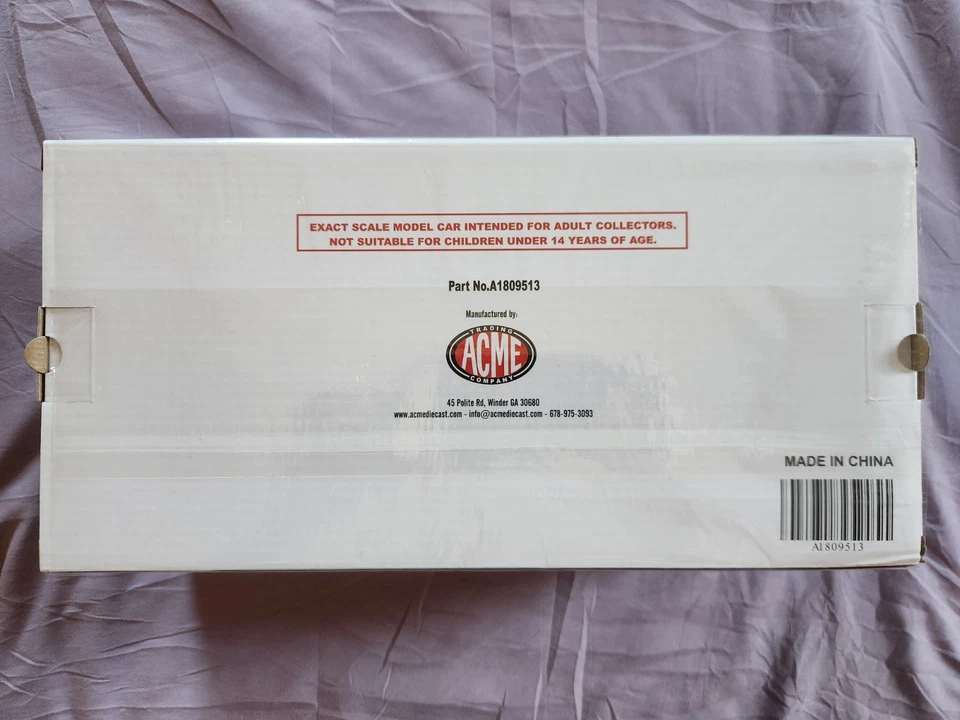 EXACT SCALE MODEL CAR INTENDED FOR ADULT COLLECTORS.
NOT SUITABLE FOR CHILDREN UNDER 14 YEARS OF AGE.
Part No.A1809513
Manufactured by:
TRADING
ACME
COMPANY
45 Polite Rd, Winder GA 30680
www.acmediecast.com - info@acmediecast.com - 678-975-3093
MADE IN CHINA
A1809513